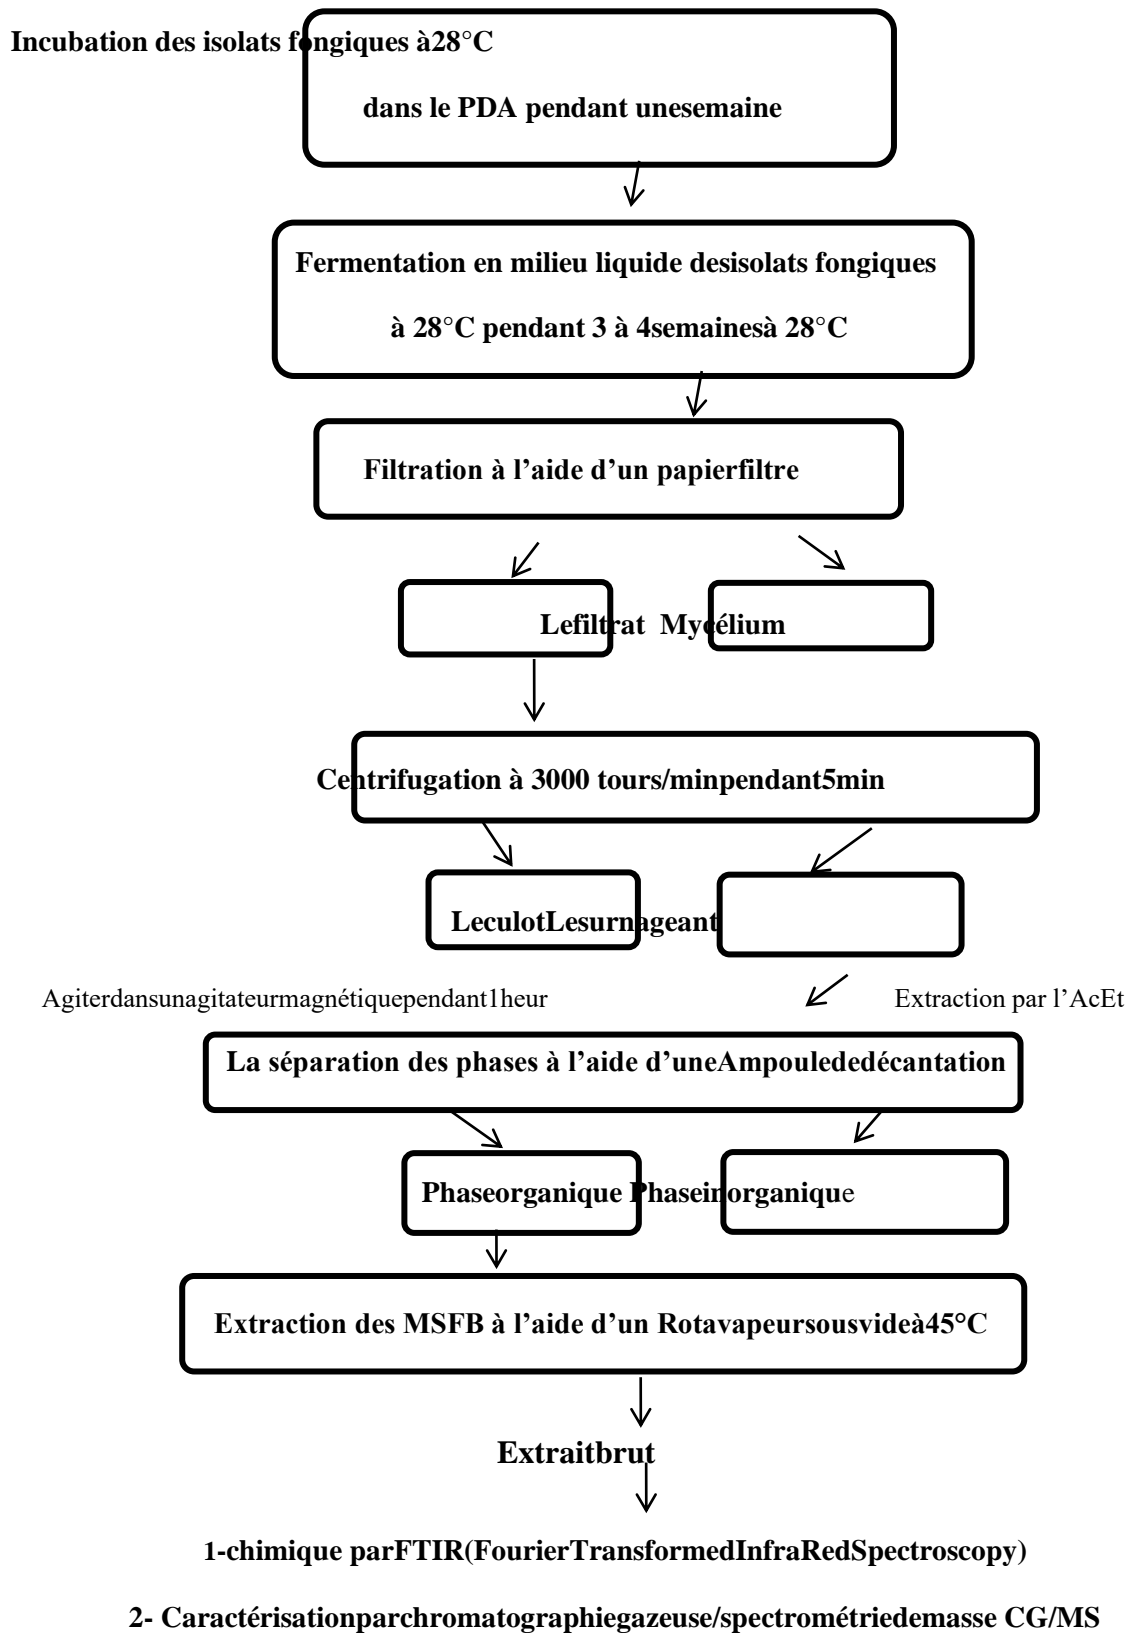 Incubation des isolats fongiques à28°C
dans le PDA pendant unesemaine
Fermentation en milieu liquide desisolats fongiques
à 28°C pendant 3 à 4semainesà 28°C
Filtration à l’aide d’un papierfiltre
Lefiltrat Mycélium
Centrifugation à 3000 tours/minpendant5min
LeculotLesurnageant
Agiterdansunagitateurmagnétiquependant1heur Extraction par l’AcEt
La séparation des phases à l’aide d’uneAmpoulededécantation
Phaseorganique Phaseinorganique
Extraction des MSFB à l’aide d’un Rotavapeursousvideà45°C
Extraitbrut
1-chimique parFTIR(FourierTransformedInfraRedSpectroscopy)
2- Caractérisationparchromatographiegazeuse/spectrométriedemasse CG/MS